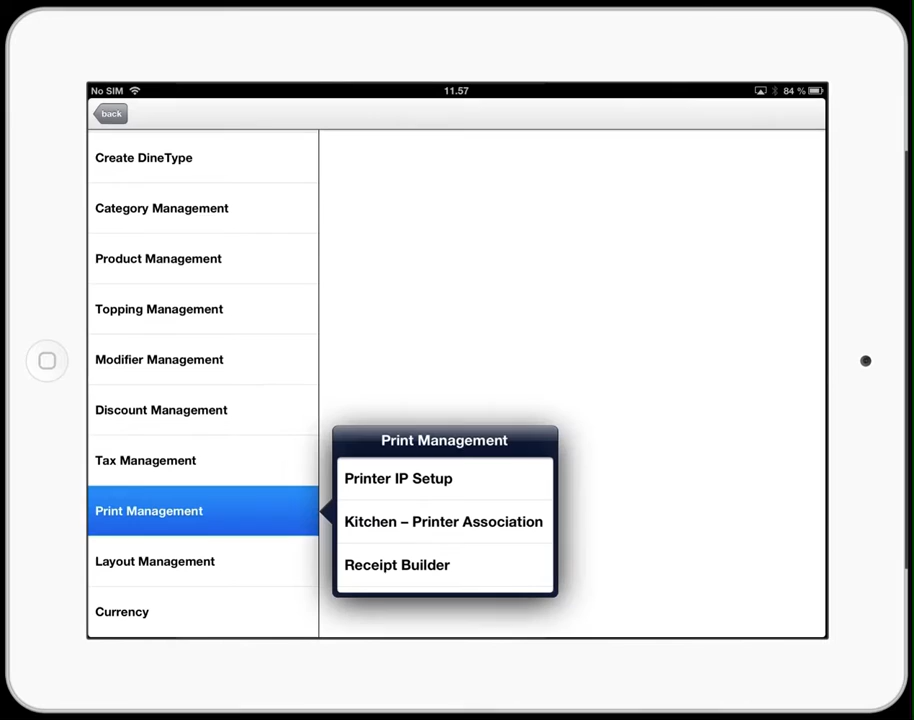 No SIM
11.57
84 %
back
Create DineType
Category Management
Product Management
Topping Management
Modifier Management
Discount Management
Tax Management
Print Management
Layout Management
Currency
Print Management
Printer IP Setup
Kitchen – Printer Association
Receipt Builder